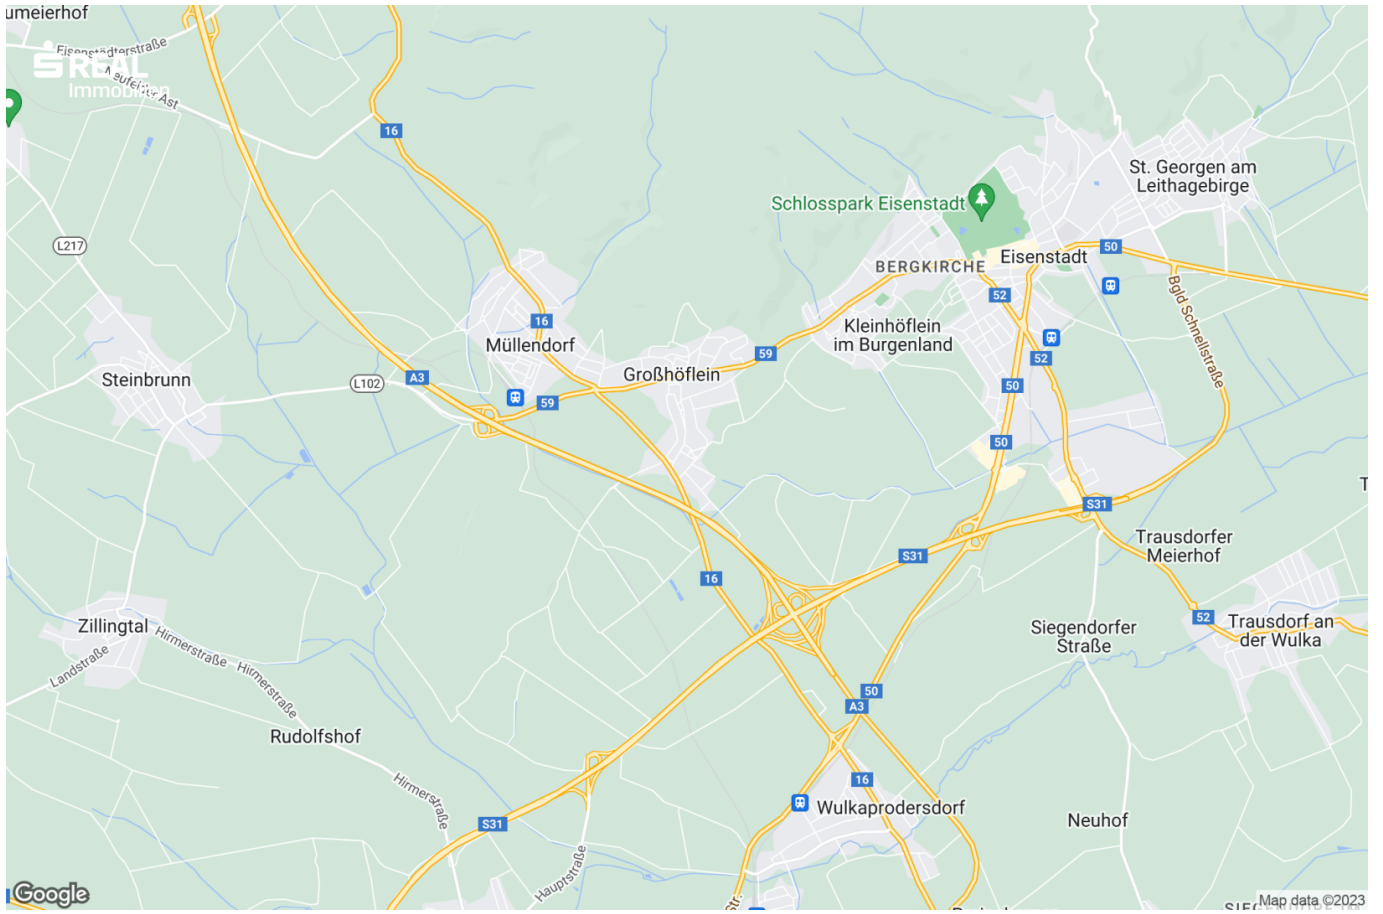 umeierhof
Eisenstädterstraße
REAL
Immobilien
Neufelder Ast
16
L217
Schlosspark Eisenstadt
St. Georgen am
Leithagebirge
BERGKIRCHE
Eisenstadt
50
52
Bgld Schnellstraße
16
Müllendorf
Kleinhöflein
im Burgenland
59
52
Steinbrunn
L102
A3
Großhöflein
50
59
50
S31
Trausdorfer
Meierhof
S31
16
Zillingtal
Hirmerstraße
Landstraße
Hirmerstraße
Siegendorfer
Straße
52
Trausdorf an
der Wulka
50
A3
Rudolfshof
Hirmerstraße
16
Wulkaprodersdorf
Neuhof
S31
Hauptstraße
Str.
Google
Map data ©2023